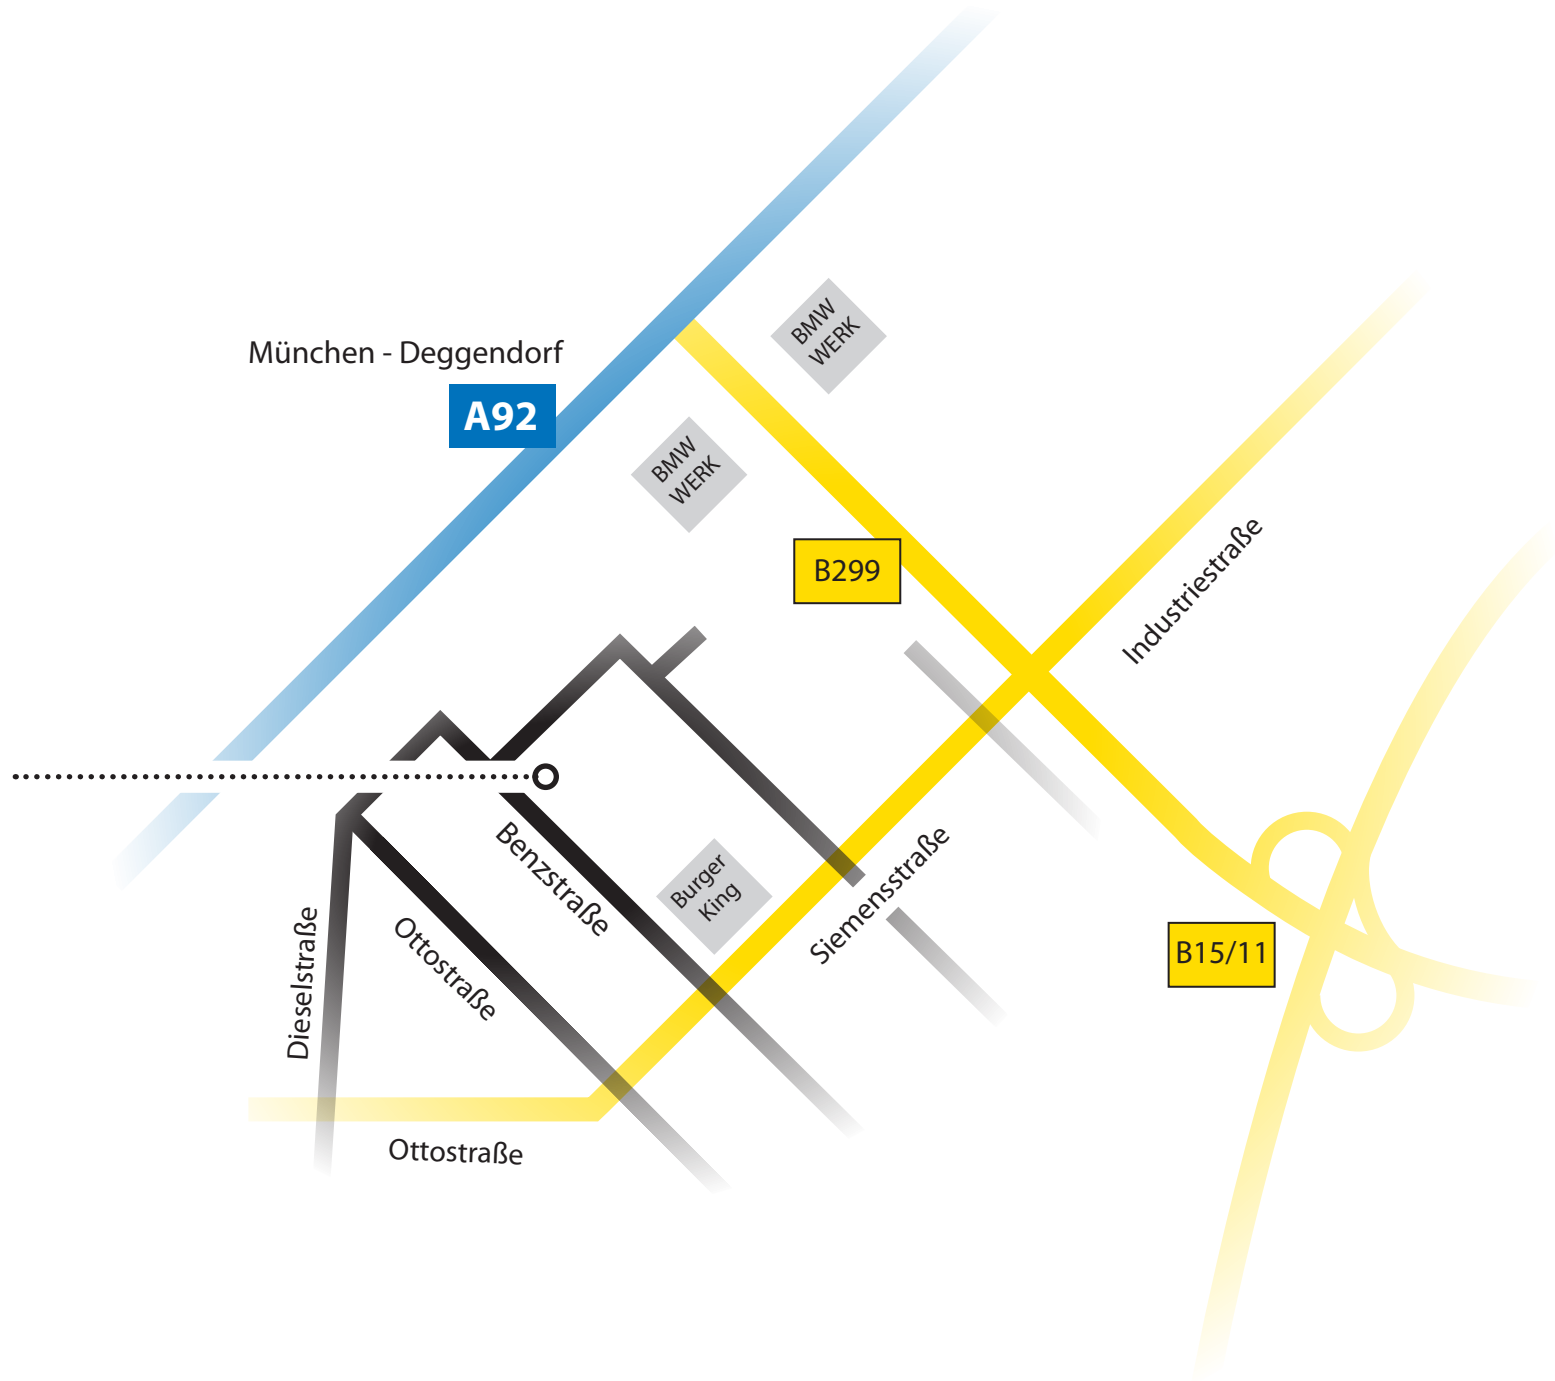 BMW
WERK
München - Deggendorf
A92
BMW
WERK
B299
Industriestraße
Benzstraße
Burger
King
Siemensstraße
Dieselstraße
Ottostraße
B15/11
Ottostraße